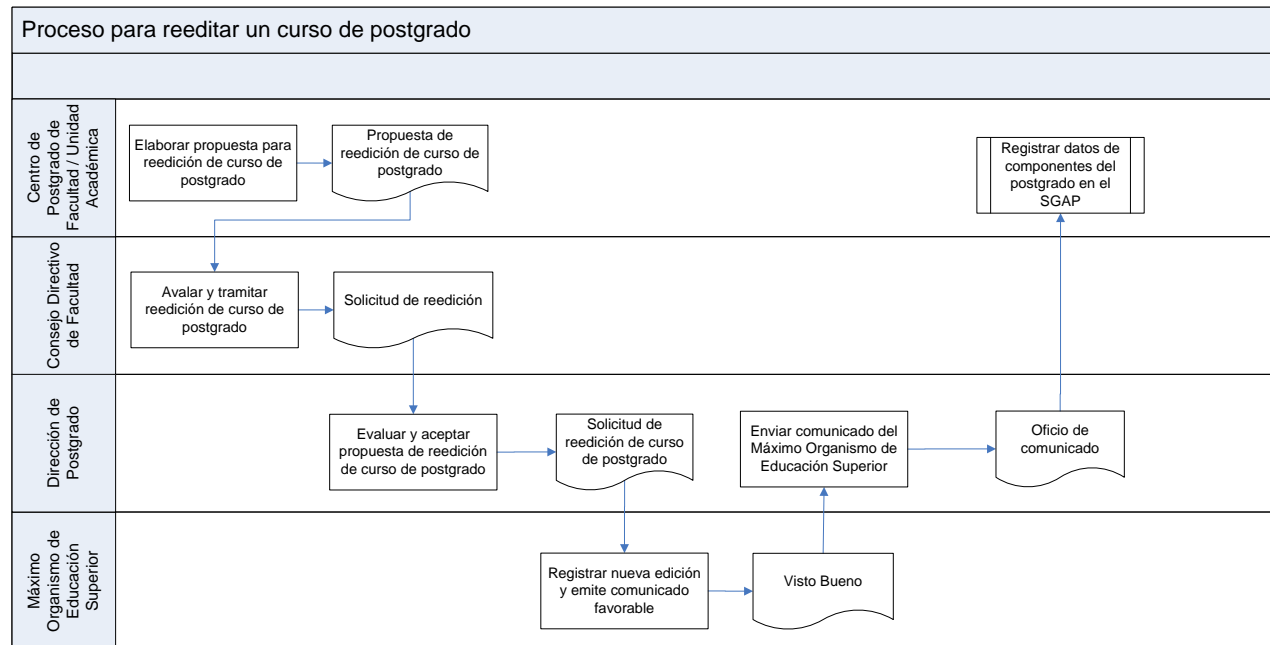 Proceso para reeditar un curso de postgrado
Centro de
Postgrado de
Facultad / Unidad
Académica
Elaborar propuesta para
reedición de curso de
postgrado
Propuesta de
reedición de curso de
postgrado
Registrar datos de
componentes del
postgrado en el
SGAP
Consejo Directivo
de Facultad
Avalar y tramitar
reedición de curso de
postgrado
Solicitud de reedición
Dirección de
Postgrado
Evaluar y aceptar
propuesta de reedición
de curso de postgrado
Solicitud de
reedición de curso
de postgrado
Enviar comunicado del
Máximo Organismo de
Educación Superior
Oficio de
comunicado
Máximo
Organismo de
Educación
Superior
Registrar nueva edición
y emite comunicado
favorable
Visto Bueno